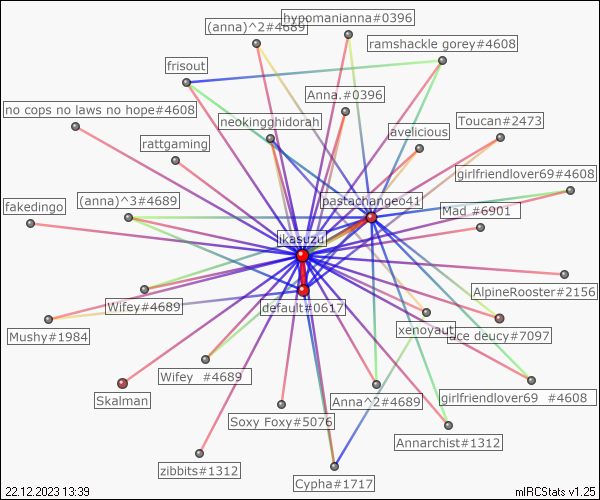 hypomanianna#0396
(anna)^2#4689
ramshackle gorey#4608
frisout
Anna.#0396
no cops no laws no hope#4608
neokingghidorah
Toucan#2473
avelicious
rattgaming
girlfriendlover69#4608
(anna)^3#4689
pastachangeo41
fakedingo
Mad #6901
ikasuzu
AlpineRooster#2156
Wifey#4689
default#0617
xenoyaut
ace deucy#7097
Mushy#1984
Wifey  #4689
Skalman
Anna^2#4689
girlfriendlover69  #4608
Soxy Foxy#5076
Annarchist#1312
zibbits#1312
Cypha#1717
22.12.2023 13:39
mIRCStats v1.25